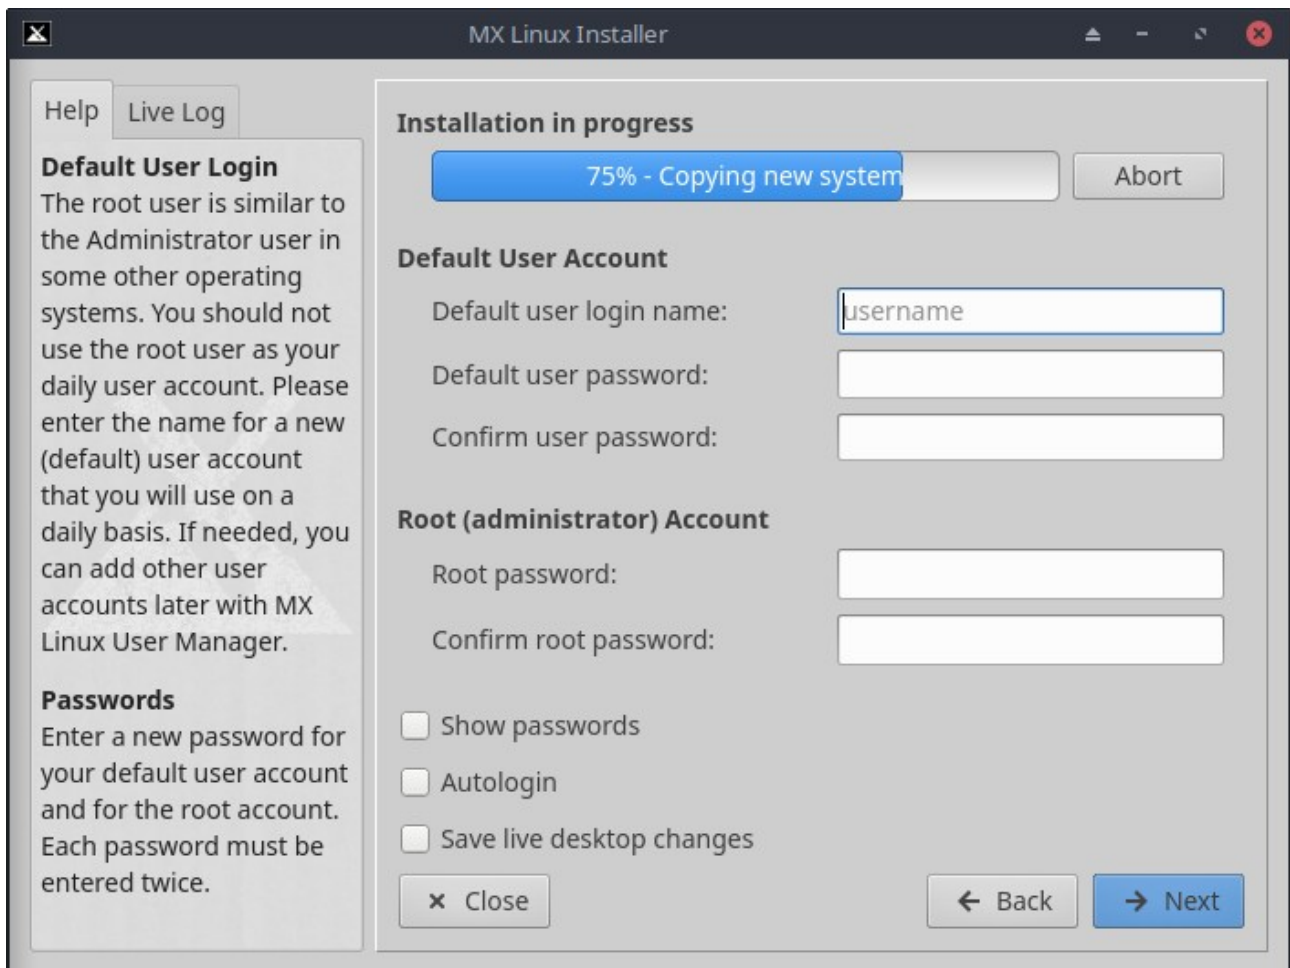 MX Linux Installer
Help
Live Log
Default User Login
The root user is similar to
the Administrator user in
some other operating
systems. You should not
use the root user as your
daily user account. Please
enter the name for a new
(default) user account
that you will use on a
daily basis. If needed, you
can add other user
accounts later with MX
Linux User Manager.
Passwords
Enter a new password for
your default user account
and for the root account.
Each password must be
entered twice.
Installation in progress
75% - Copying new system
Abort
Default User Account
Default user login name:
username
Default user password:
Confirm user password:
Root (administrator) Account
Root password:
Confirm root password:
Show passwords
Autologin
Save live desktop changes
Close
Back
Next